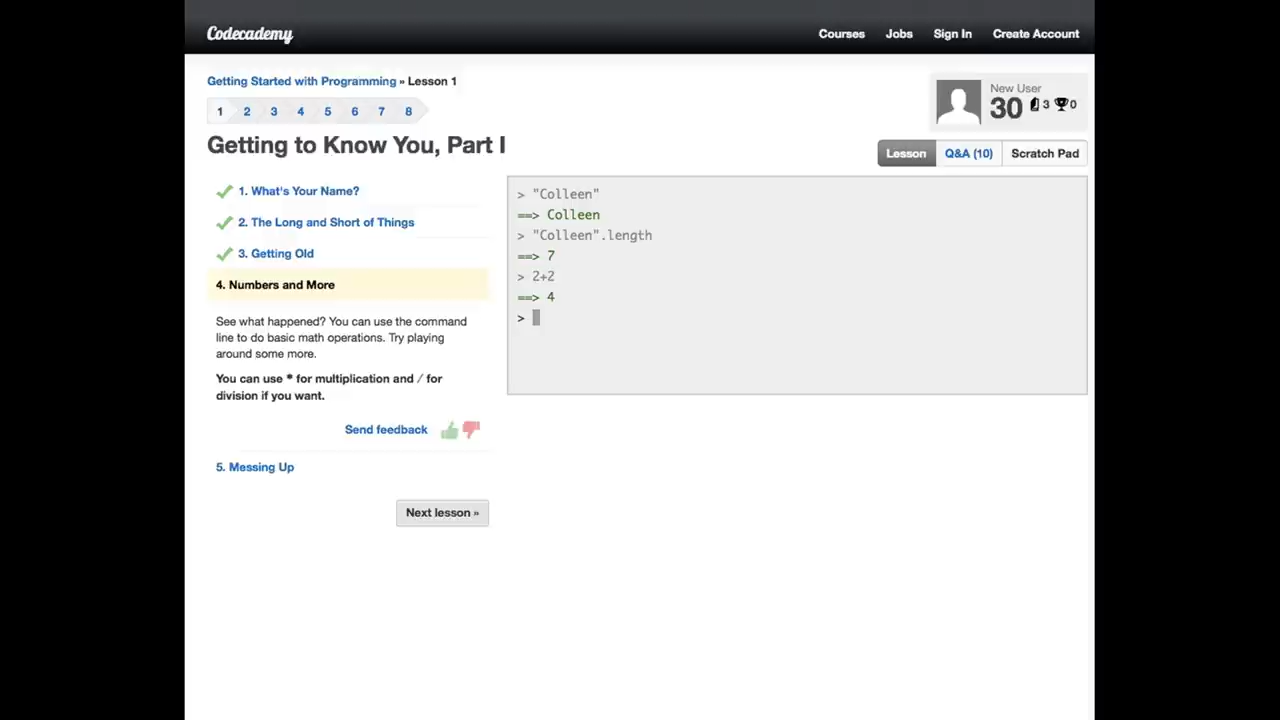 Codecademy
Courses Jobs Sign In Create Account
Getting Started with Programming » Lesson 1
1 2 3 4 5 6 7 8
New User
30 3 0
Getting to Know You, Part I
Lesson Q&A (10) Scratch Pad
1. What's Your Name?
2. The Long and Short of Things
3. Getting Old
4. Numbers and More
See what happened? You can use the command
line to do basic math operations. Try playing
around some more.
You can use * for multiplication and / for
division if you want.
Send feedback
5. Messing Up
Next lesson »
> "Colleen"
==> Colleen
> "Colleen".length
==> 7
> 2+2
==> 4
>